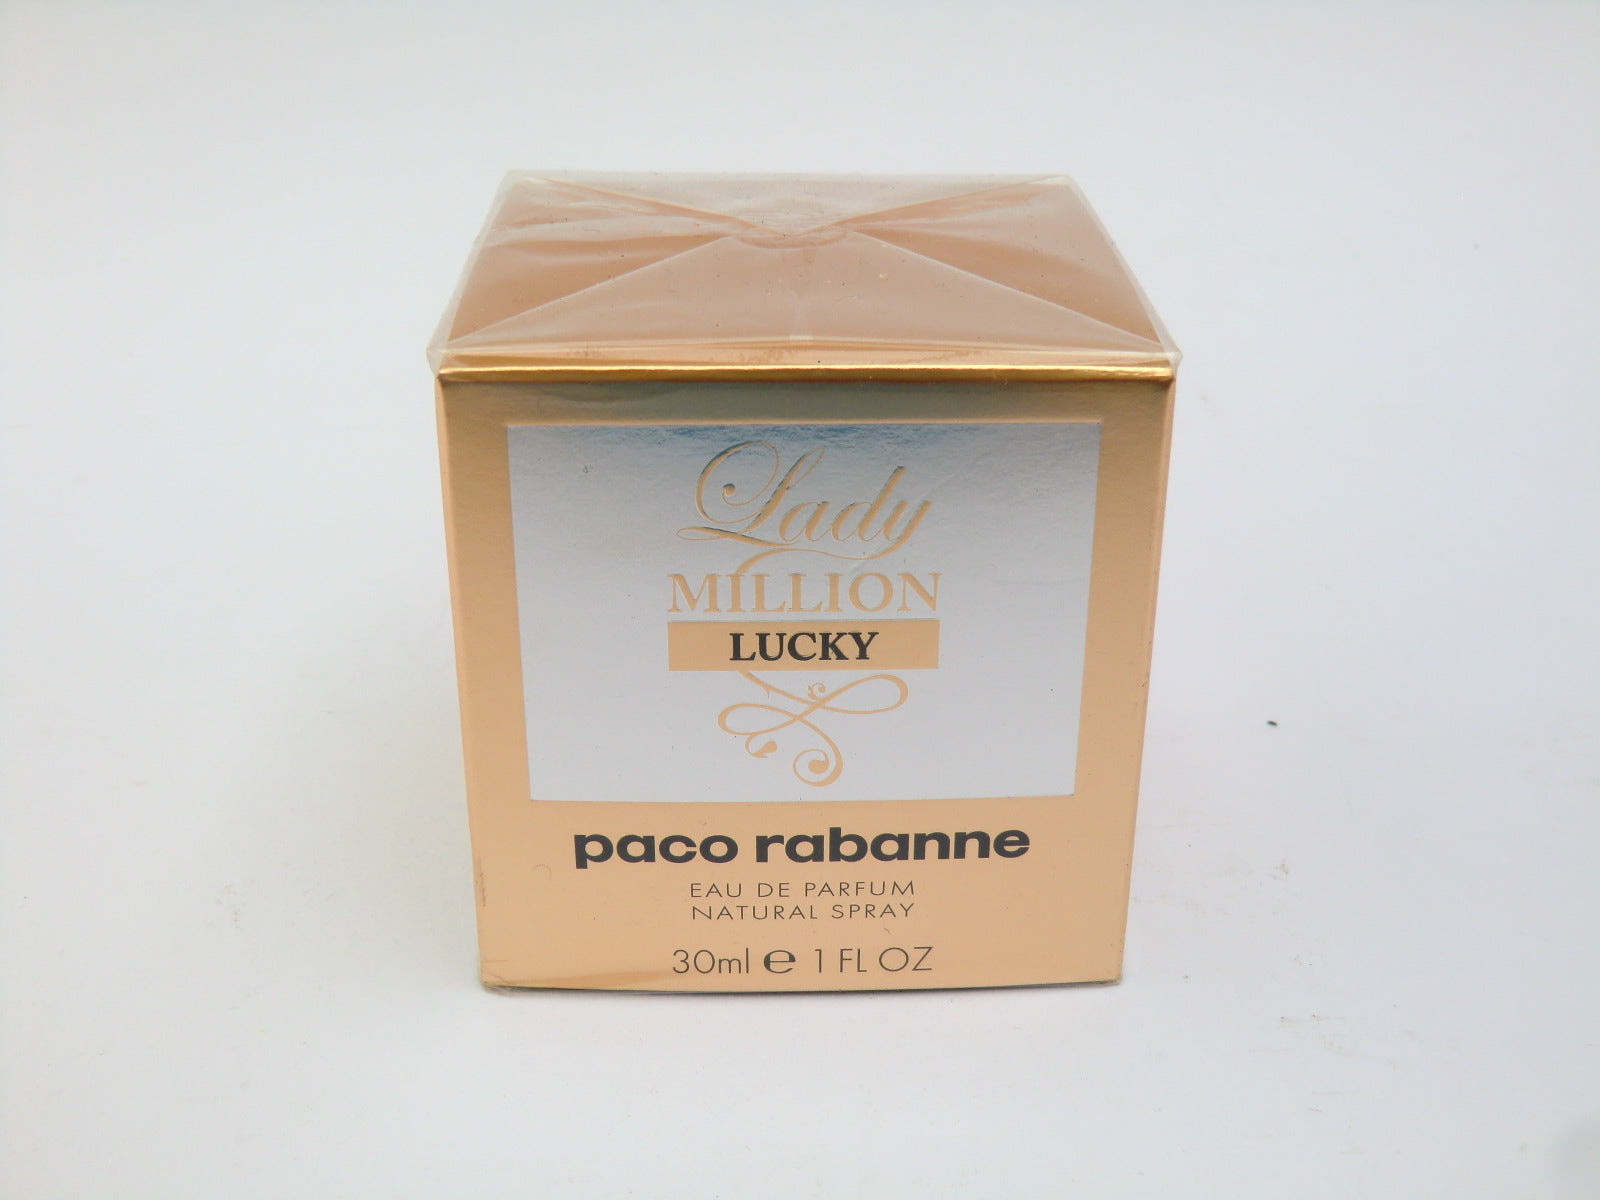 Lady
MILLION
LUCKY
paco rabanne
EAU DE PARFUM
NATURAL SPRAY
30ml ℮ 1 FL OZ